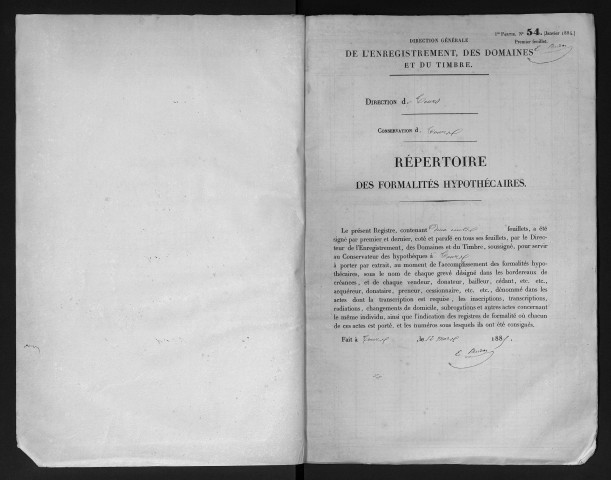 1re Partie. N° 54. [Janvier 1884.]
Premier feuillet.
DIRECTION GÉNÉRALE
DE L'ENREGISTREMENT, DES DOMAINES
ET DU TIMBRE.
DIRECTION d
CONSERVATION d
RÉPERTOIRE
DES FORMALITÉS HYPOTHÉCAIRES.
Le présent Registre, contenant feuillets, a été
signé par premier et dernier, coté et parafé en tous ses feuillets, par le Direc-
teur de l'Enregistrement, des Domaines et du Timbre, soussigné, pour servir
au Conservateur des hypothèques à
à porter par extrait, au moment de l'accomplissement des formalités hypo-
thécaires, sous le nom de chaque grevé désigné dans les bordereaux de
créances, et de chaque vendeur, donateur, bailleur, cédant, etc. etc.,
acquéreur, donataire, preneur, cessionnaire, etc. etc., dénommé dans les
actes dont la transcription est requise, les inscriptions, transcriptions,
radiations, changements de domicile, subrogations et autres actes concernant
le même individu, ainsi que l'indication des registres de formalité où chacun
de ces actes est porté, et les numéros sous lesquels ils ont été consignés.
Fait à , le 188